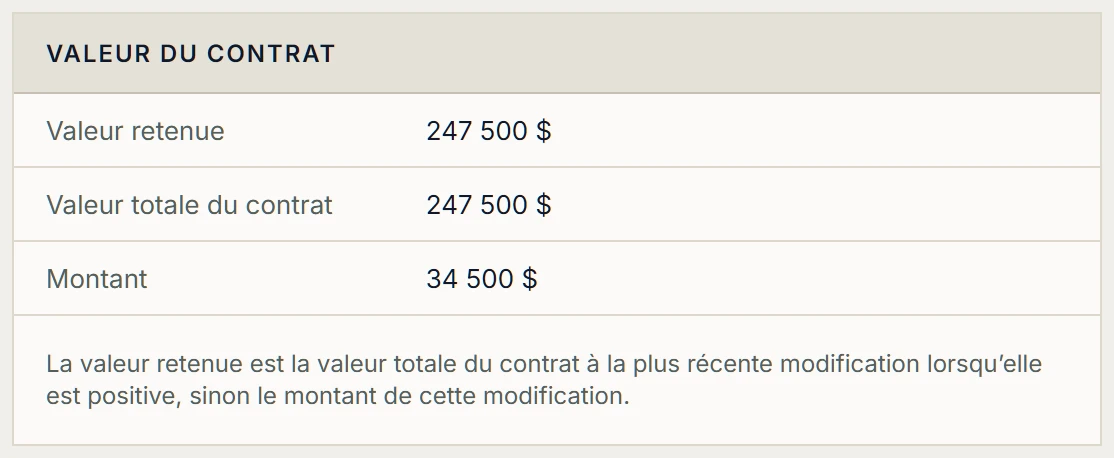 VALEUR DU CONTRAT
Valeur retenue 247 500 $
Valeur totale du contrat 247 500 $
Montant 34 500 $
La valeur retenue est la valeur totale du contrat à la plus récente modification lorsqu’elle
est positive, sinon le montant de cette modification.